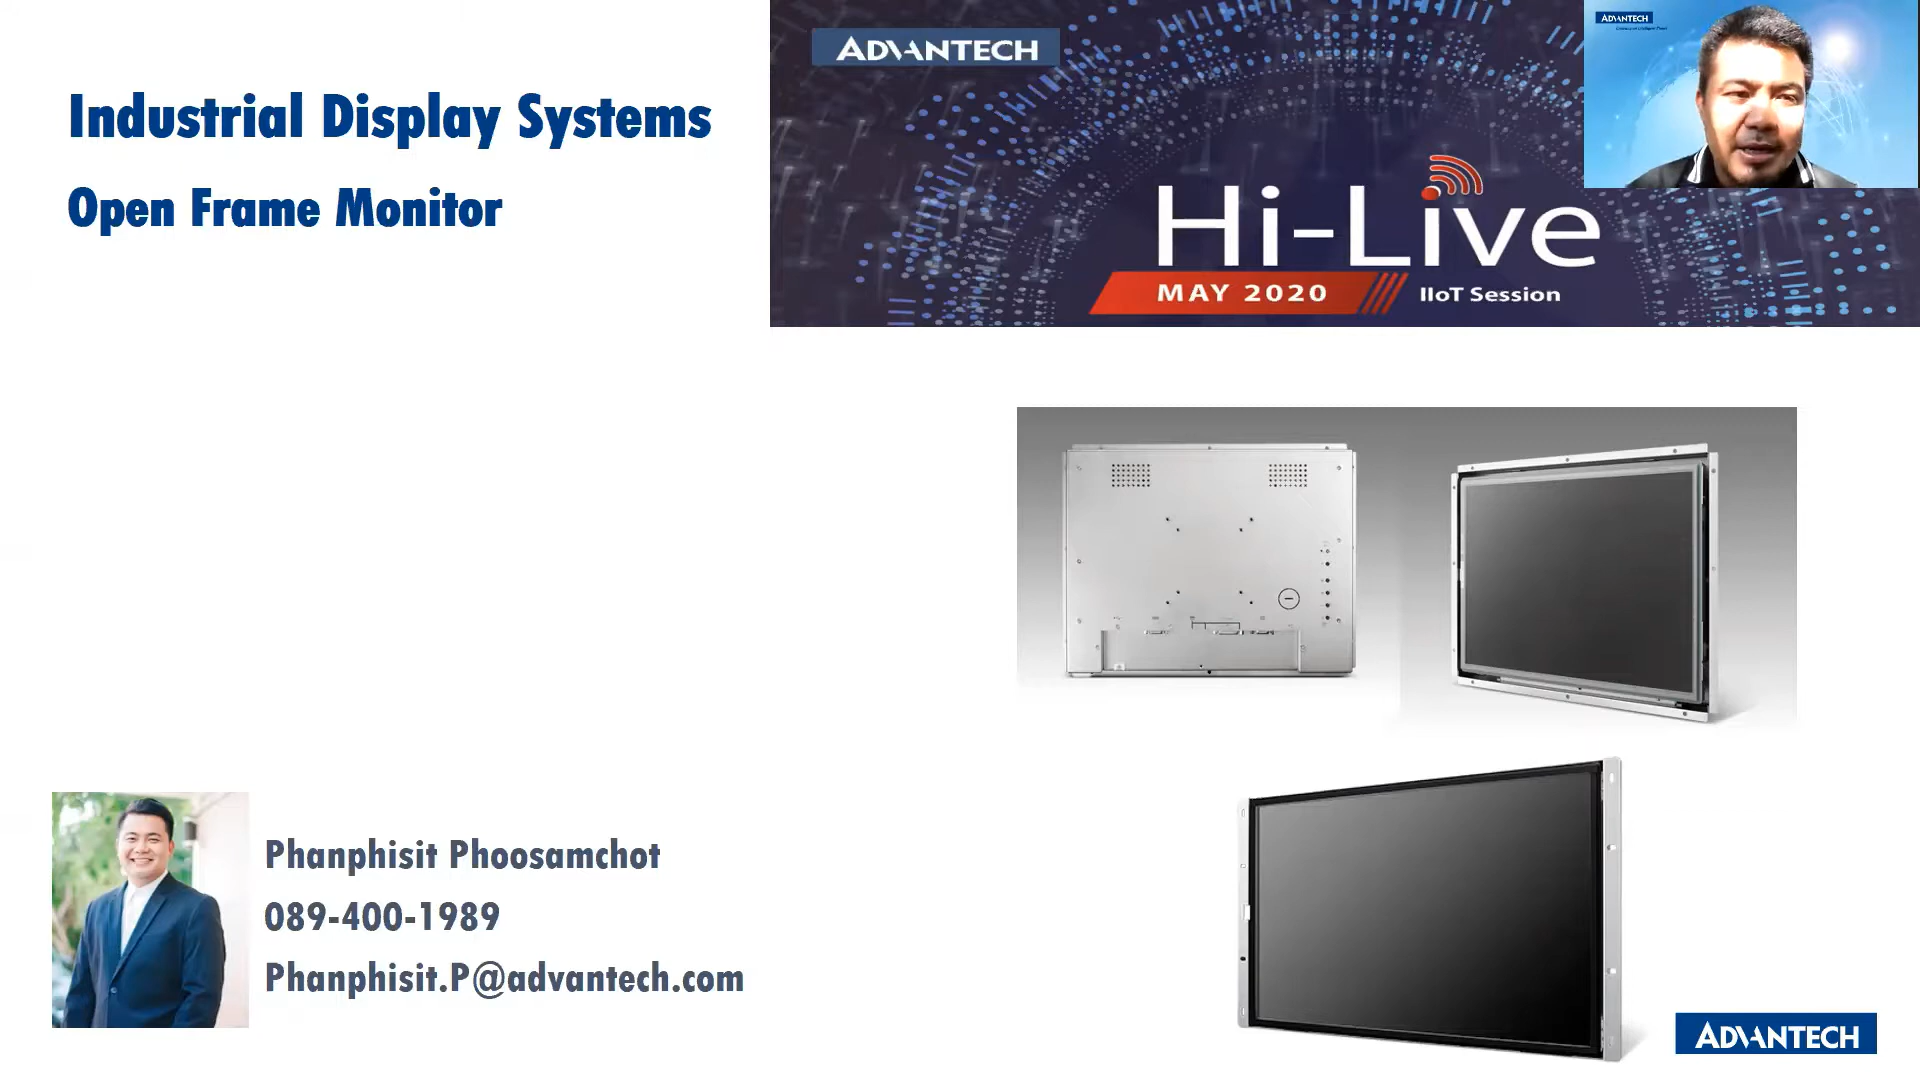 Industrial Display Systems
Open Frame Monitor
ADVANTECH
Hi-Live
MAY 2020
IIoT Session
ADVANTECH
Phanphisit Phoosamchot
089-400-1989
Phanphisit.P@advantech.com
ADVANTECH